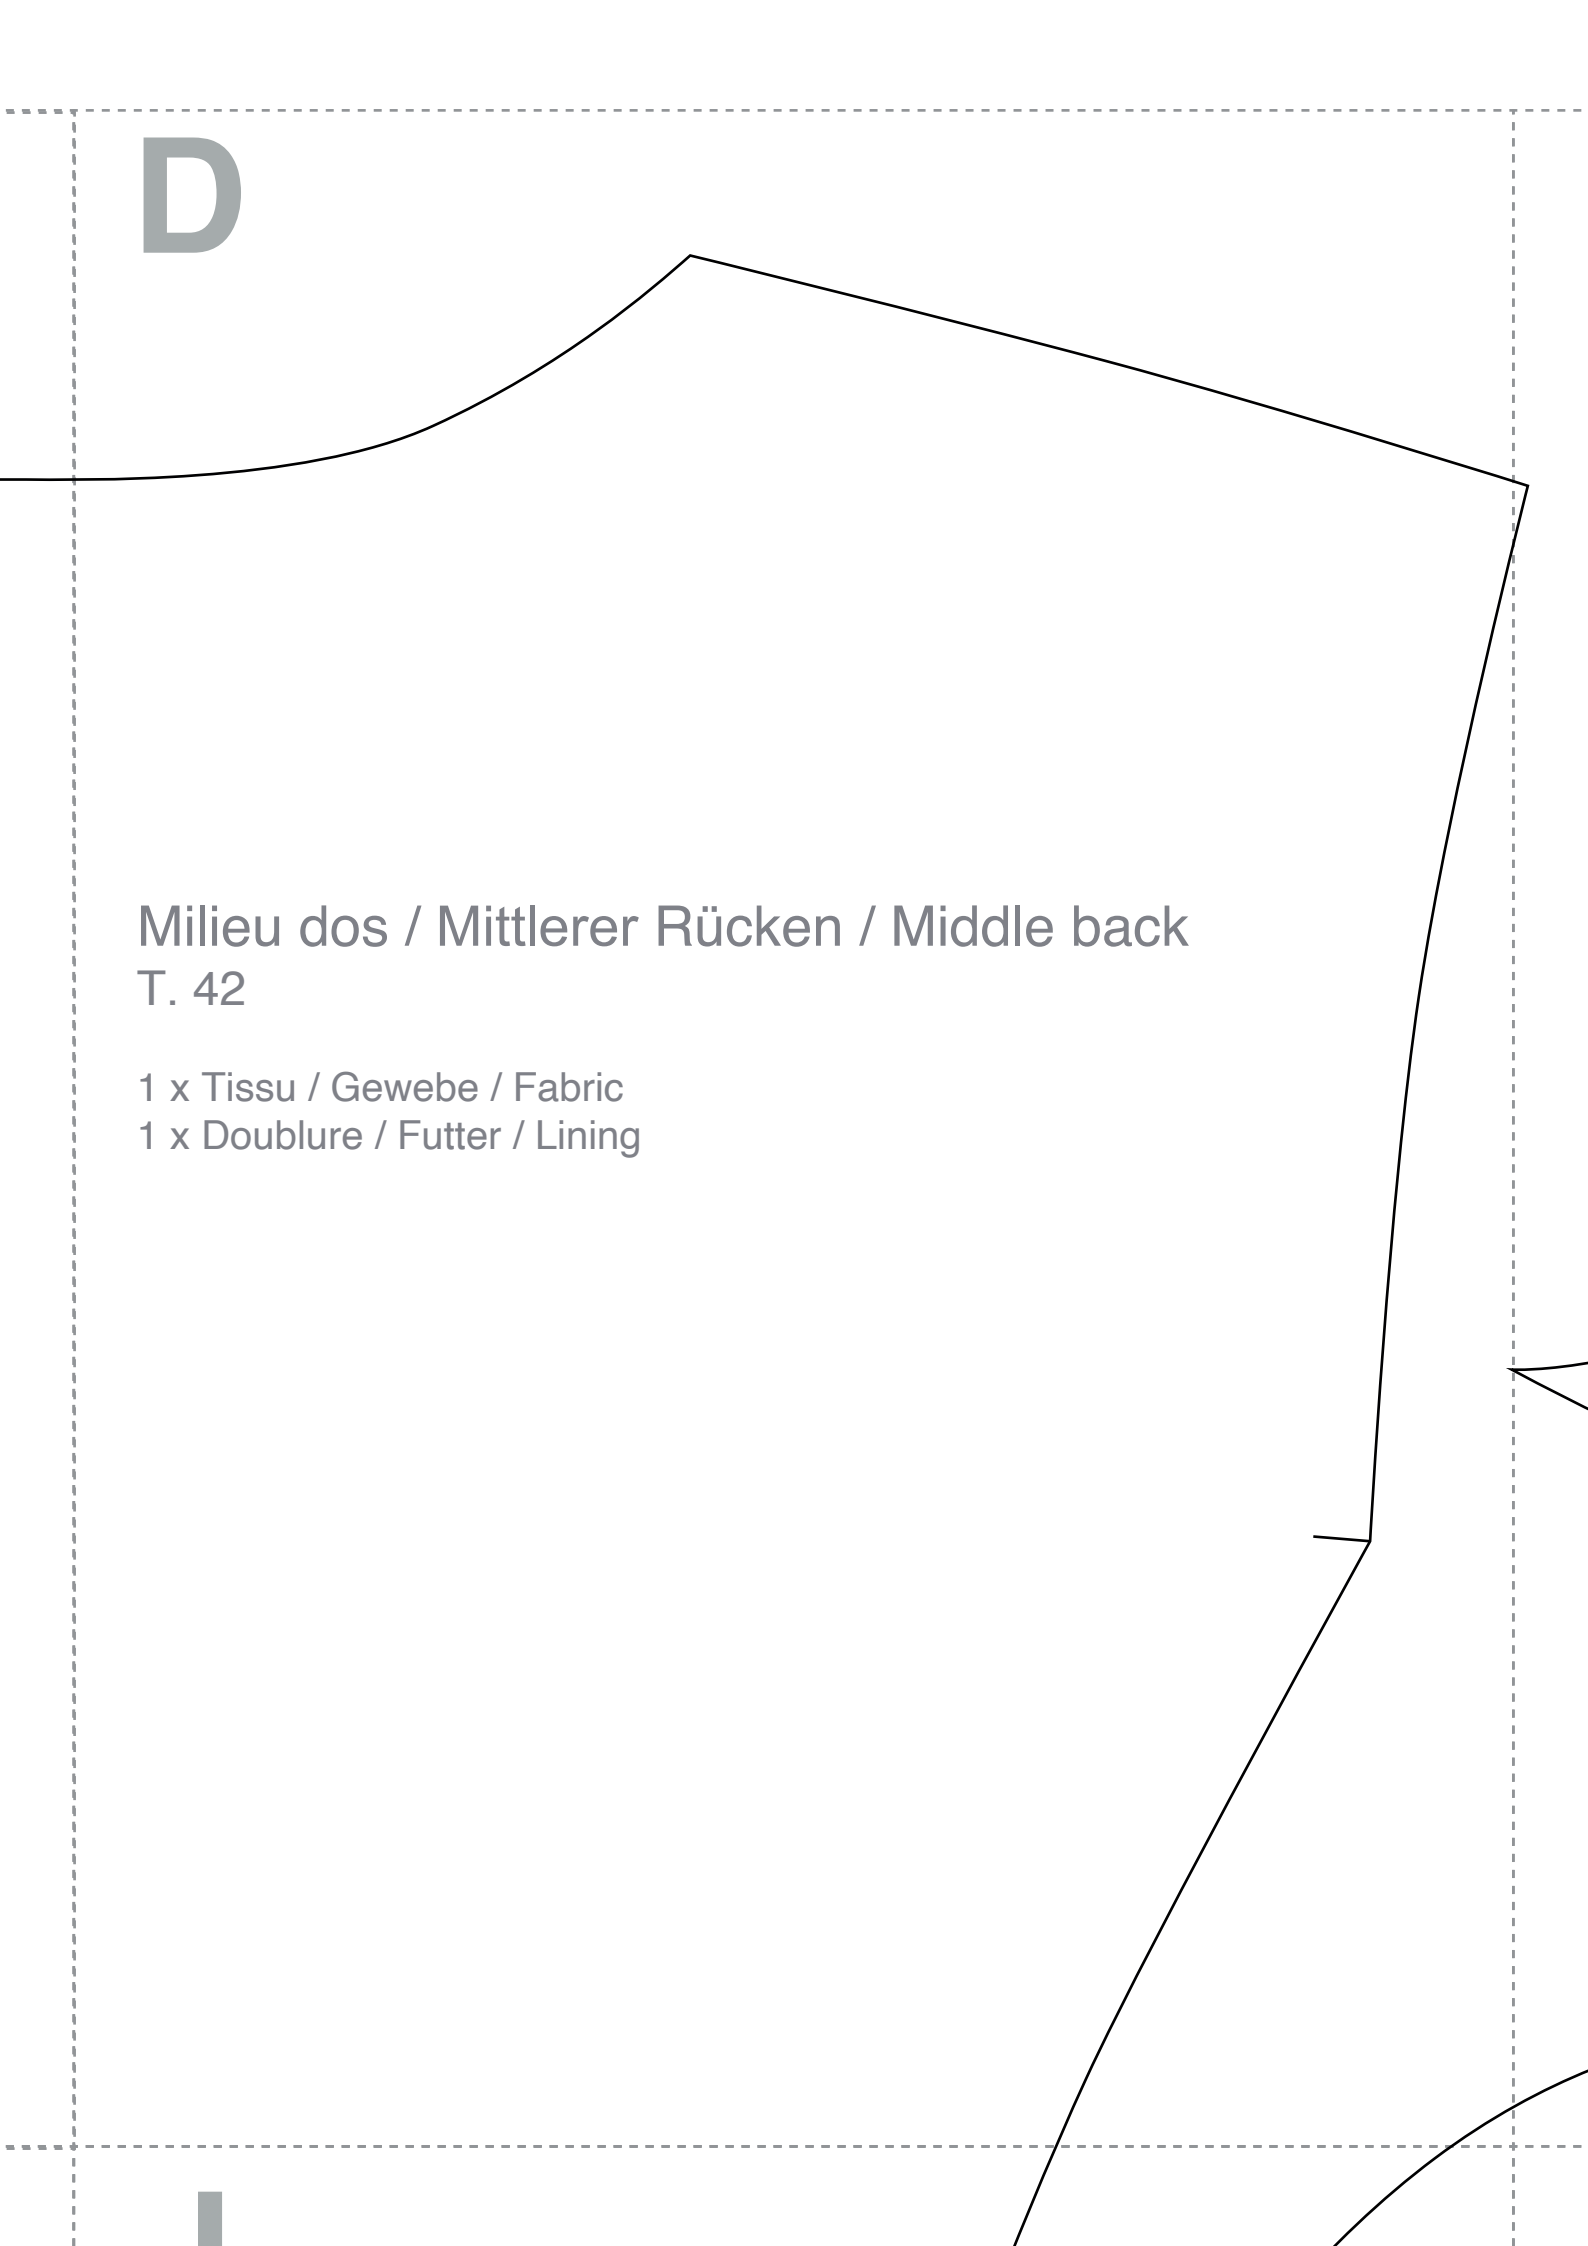 D
Milieu dos / Mittlerer Rücken / Middle back
T. 42
1 x Tissu / Gewebe / Fabric
1 x Doublure / Futter / Lining